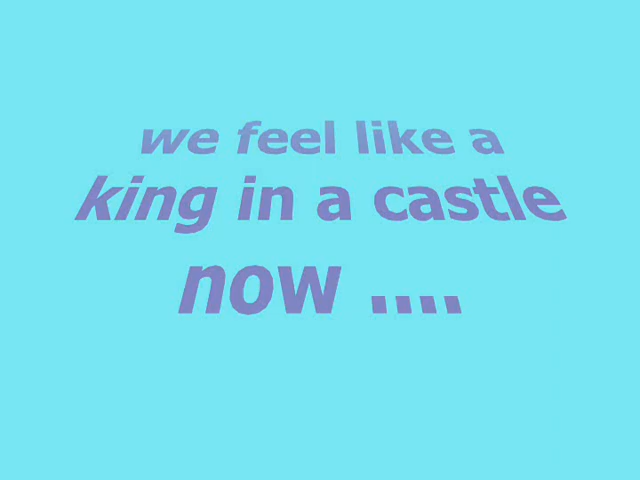 we feel like a
king in a castle
now ....